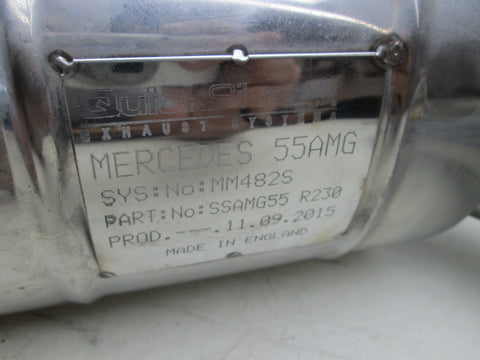 QuickSilver
EXHAUST SYSTEMS
MERCEDES 55AMG
SYS:No:MM482S
PART:No:SSAMG55 R230
PROD.---.11.09.2015
MADE IN ENGLAND